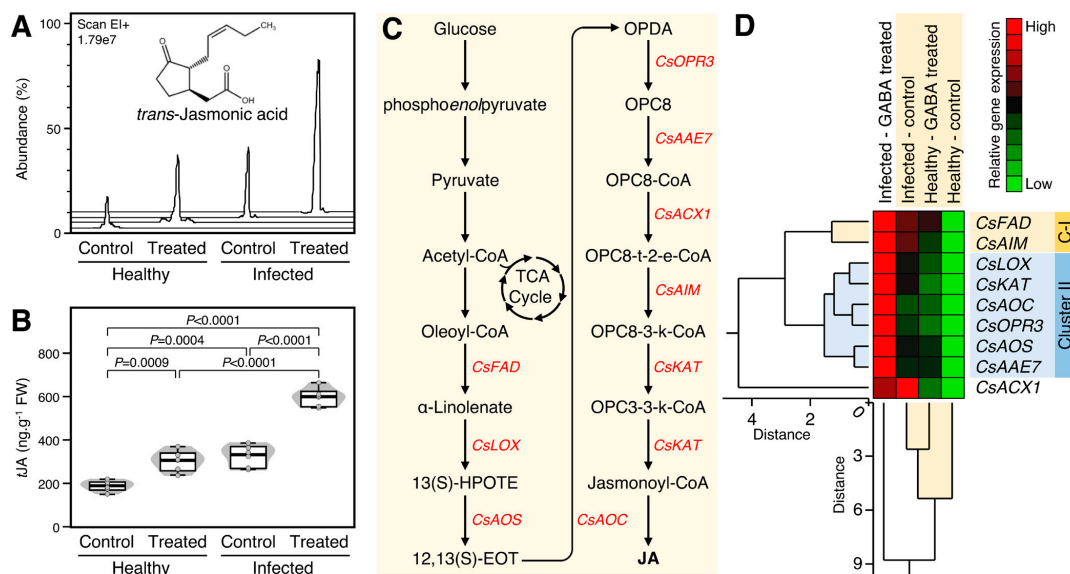 A
Scan EI+
1.79e7
100
50
0
Abundance (%)
O
CH₃
O
OH
trans-Jasmonic acid
Control Treated Control Treated
Healthy Infected
B
P<0.0001
P=0.0004 P<0.0001
P=0.0009 P<0.0001
800
600
400
200
0
tJA (ng.g⁻¹ FW)
Control Treated Control Treated
Healthy Infected
C
Glucose
phosphoenolpyruvate
Pyruvate
Acetyl-CoA
TCA
Cycle
Oleoyl-CoA
CsFAD
α-Linolenate
CsLOX
13(S)-HPOTE
CsAOS
12,13(S)-EOT
CsAOC
OPDA
CsOPR3
OPC8
CsAAE7
OPC8-CoA
CsACX1
OPC8-t-2-e-CoA
CsAIM
OPC8-3-k-CoA
CsKAT
OPC3-3-k-CoA
CsKAT
Jasmonoyl-CoA
JA
D
Infected - GABA treated
Infected - control
Healthy - GABA treated
Healthy - control
Relative gene expression
High
Low
CsFAD
CsAIM
CsLOX
CsKAT
CsAOC
CsOPR3
CsAOS
CsAAE7
CsACX1
C-I
Cluster II
4 2 0
Distance
3
6
9
Distance